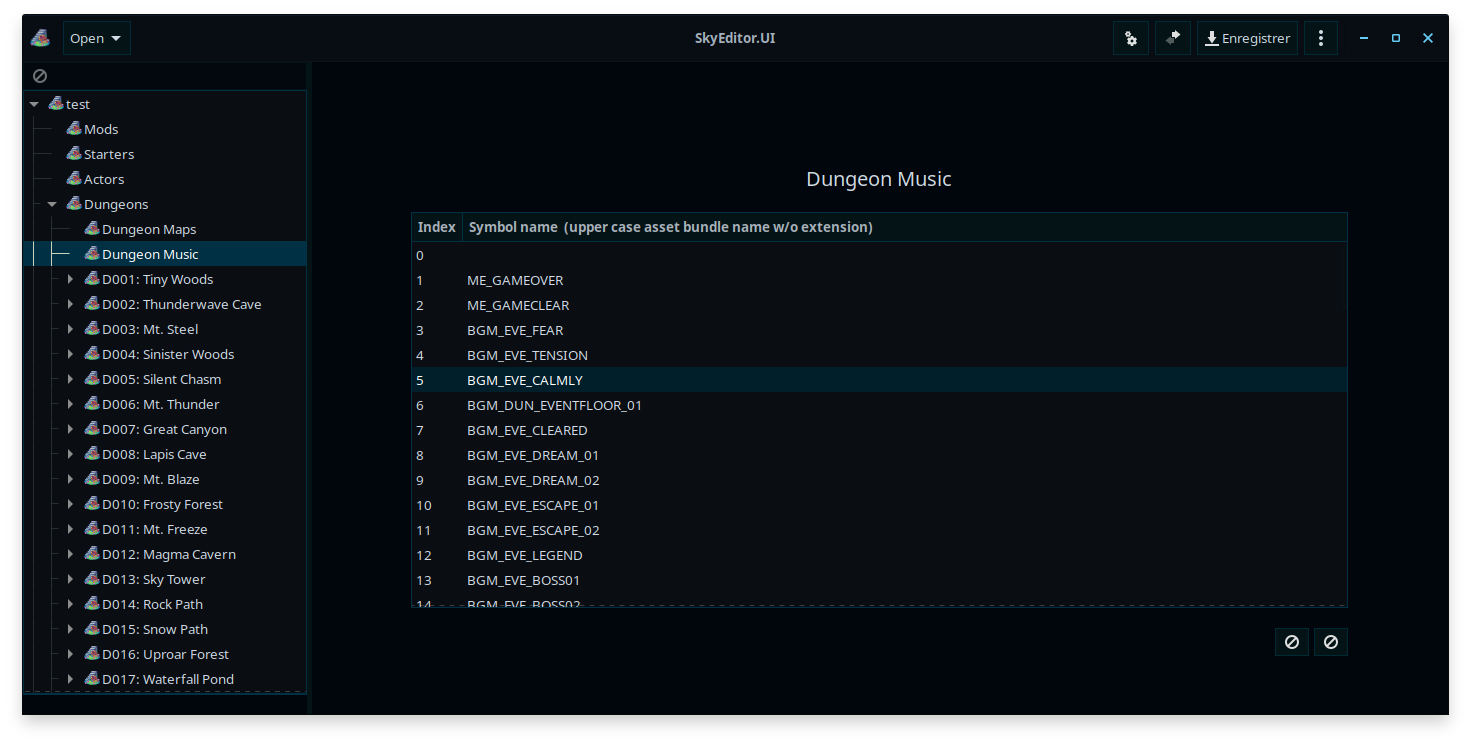 Open
SkyEditor.UI
Enregistrer
test
Mods
Starters
Actors
Dungeons
Dungeon Maps
Dungeon Music
D001: Tiny Woods
D002: Thunderwave Cave
D003: Mt. Steel
D004: Sinister Woods
D005: Silent Chasm
D006: Mt. Thunder
D007: Great Canyon
D008: Lapis Cave
D009: Mt. Blaze
D010: Frosty Forest
D011: Mt. Freeze
D012: Magma Cavern
D013: Sky Tower
D014: Rock Path
D015: Snow Path
D016: Uproar Forest
D017: Waterfall Pond
Dungeon Music
Index Symbol name (upper case asset bundle name w/o extension)
0
1 ME_GAMEOVER
2 ME_GAMECLEAR
3 BGM_EVE_FEAR
4 BGM_EVE_TENSION
5 BGM_EVE_CALMLY
6 BGM_DUN_EVENTFLOOR_01
7 BGM_EVE_CLEARED
8 BGM_EVE_DREAM_01
9 BGM_EVE_DREAM_02
10 BGM_EVE_ESCAPE_01
11 BGM_EVE_ESCAPE_02
12 BGM_EVE_LEGEND
13 BGM_EVE_BOSS01
14 BGM_EVE_BOSS02